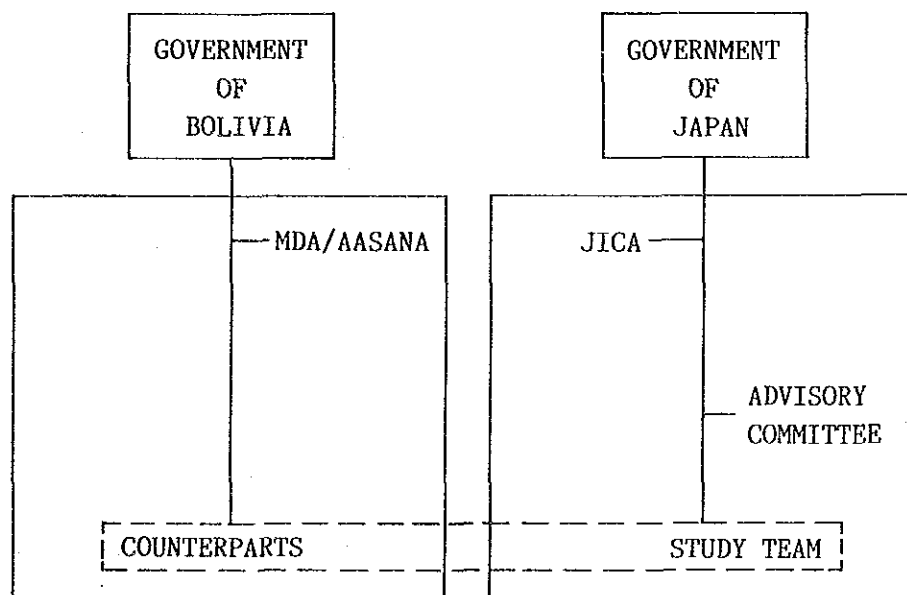 GOVERNMENT
OF
BOLIVIA
GOVERNMENT
OF
JAPAN
MDA/AASANA
JICA
ADVISORY
COMMITTEE
COUNTERPARTS
STUDY TEAM